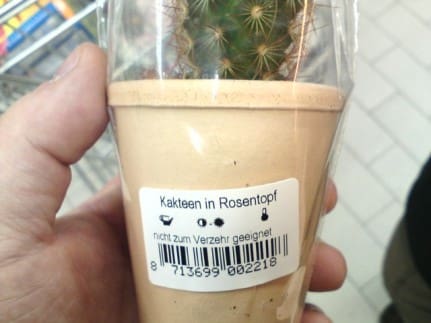 Kakteen in Rosentopf
nicht zum Verzehr geeignet
8 713699 002218